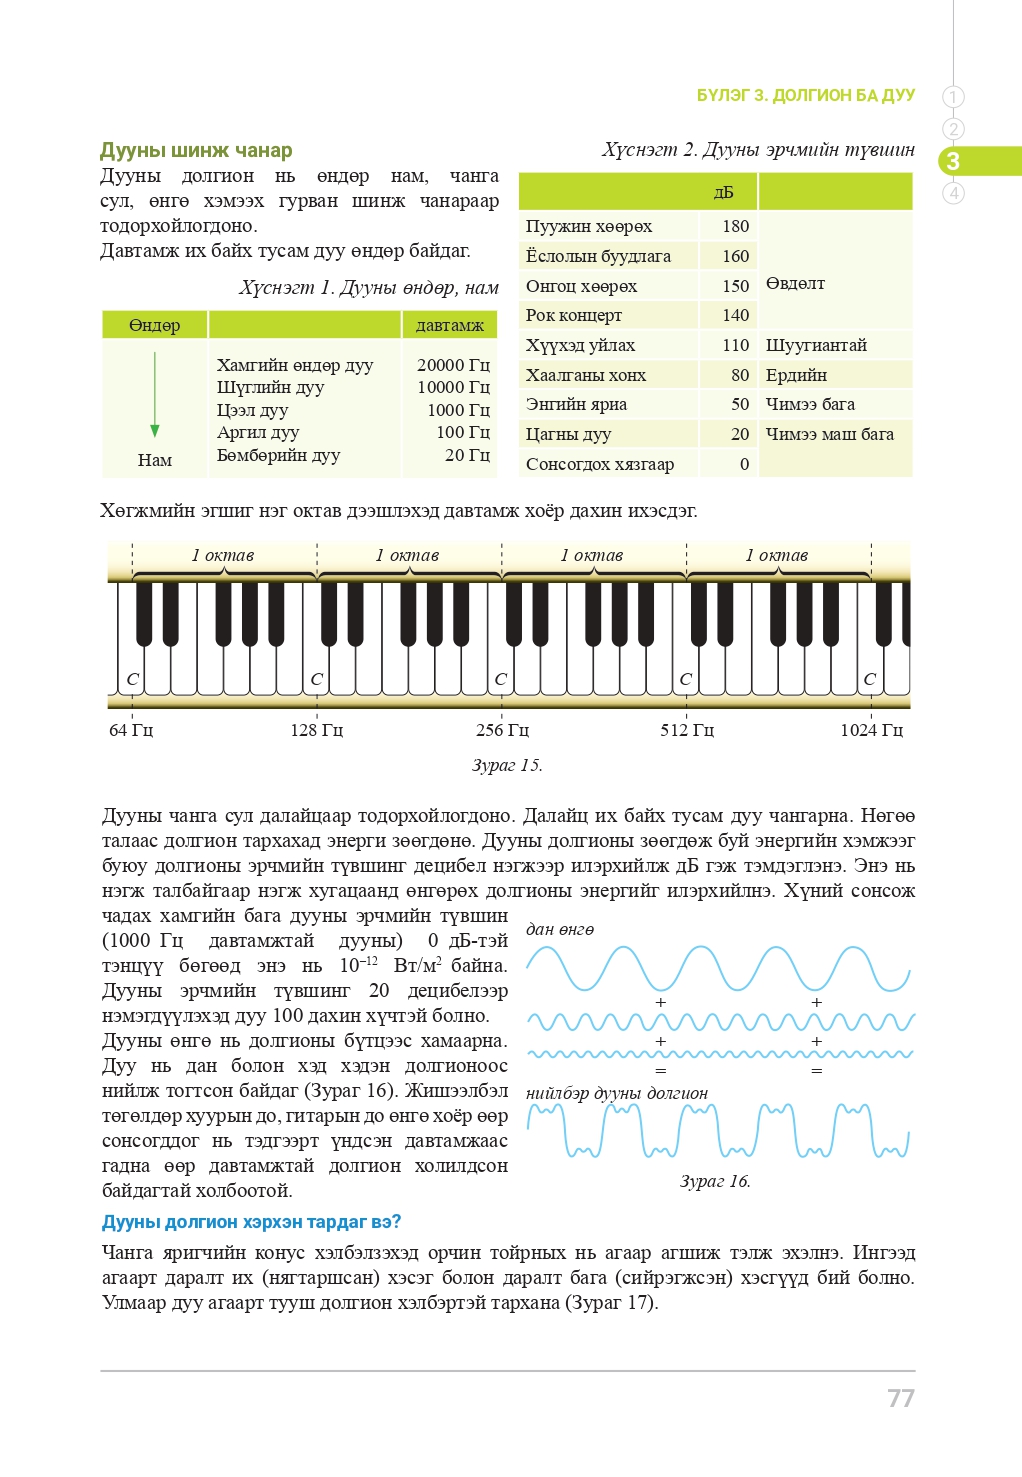 БҮЛЭГ 3. ДОЛГИОН БА ДУУ
1
2
3
4
Дууны шинж чанар
Дууны долгион нь өндөр нам, чанга
сул, өнгө хэмээх гурван шинж чанараар
тодорхойлогдоно.
Давтамж их байх тусам дуу өндөр байдаг.
Хүснэгт 1. Дууны өндөр, нам
Өндөр давтамж
Хамгийн өндөр дуу 20000 Гц
Шүглийн дуу 10000 Гц
Цээл дуу 1000 Гц
Аргил дуу 100 Гц
Бөмбөрийн дуу 20 Гц
Нам
Хүснэгт 2. Дууны эрчмийн түвшин
дБ
Пуужин хөөрөх 180
Ёслолын буудлага 160
Онгоц хөөрөх 150 Өвдөлт
Рок концерт 140
Хүүхэд уйлах 110 Шуугиантай
Хаалганы хонх 80 Ердийн
Энгийн яриа 50 Чимээ бага
Цагны дуу 20 Чимээ маш бага
Сонсогдох хязгаар 0
Хөгжмийн эгшиг нэг октав дээшлэхэд давтамж хоёр дахин ихэсдэг.
1 октав 1 октав 1 октав 1 октав
C C C C C
64 Гц 128 Гц 256 Гц 512 Гц 1024 Гц
Зураг 15.
Дууны чанга сул далайцаар тодорхойлогдоно. Далайц их байх тусам дуу чангарна. Нөгөө
талаас долгион тархахад энерги зөөгдөнө. Дууны долгионы зөөгдөж буй энергийн хэмжээг
буюу долгионы эрчмийн түвшинг децибел нэгжээр илэрхийлж дБ гэж тэмдэглэнэ. Энэ нь
нэгж талбайгаар нэгж хугацаанд өнгөрөх долгионы энергийг илэрхийлнэ. Хүний сонсож
чадах хамгийн бага дууны эрчмийн түвшин
(1000 Гц давтамжтай дууны) 0 дБ-тэй
тэнцүү бөгөөд энэ нь 10⁻¹² Вт/м² байна.
Дууны эрчмийн түвшинг 20 децибелээр
нэмэгдүүлэхэд дуу 100 дахин хүчтэй болно.
Дууны өнгө нь долгионы бүтцээс хамаарна.
Дуу нь дан болон хэд хэдэн долгионоос
нийлж тогтсон байдаг (Зураг 16). Жишээлбэл
төгөлдөр хуурын до, гитарын до өнгө хоёр өөр
сонсогддог нь тэдгээрт үндсэн давтамжаас
гадна өөр давтамжтай долгион холилдсон
байдагтай холбоотой.
дан өнгө
+ +
+ +
= =
нийлбэр дууны долгион
Зураг 16.
Дууны долгион хэрхэн тардаг вэ?
Чанга яригчийн конус хэлбэлзэхэд орчин тойрных нь агаар агшиж тэлж эхэлнэ. Ингээд
агаарт даралт их (нягтаршсан) хэсэг болон даралт бага (сийрэгжсэн) хэсгүүд бий болно.
Улмаар дуу агаарт тууш долгион хэлбэртэй тархана (Зураг 17).
77